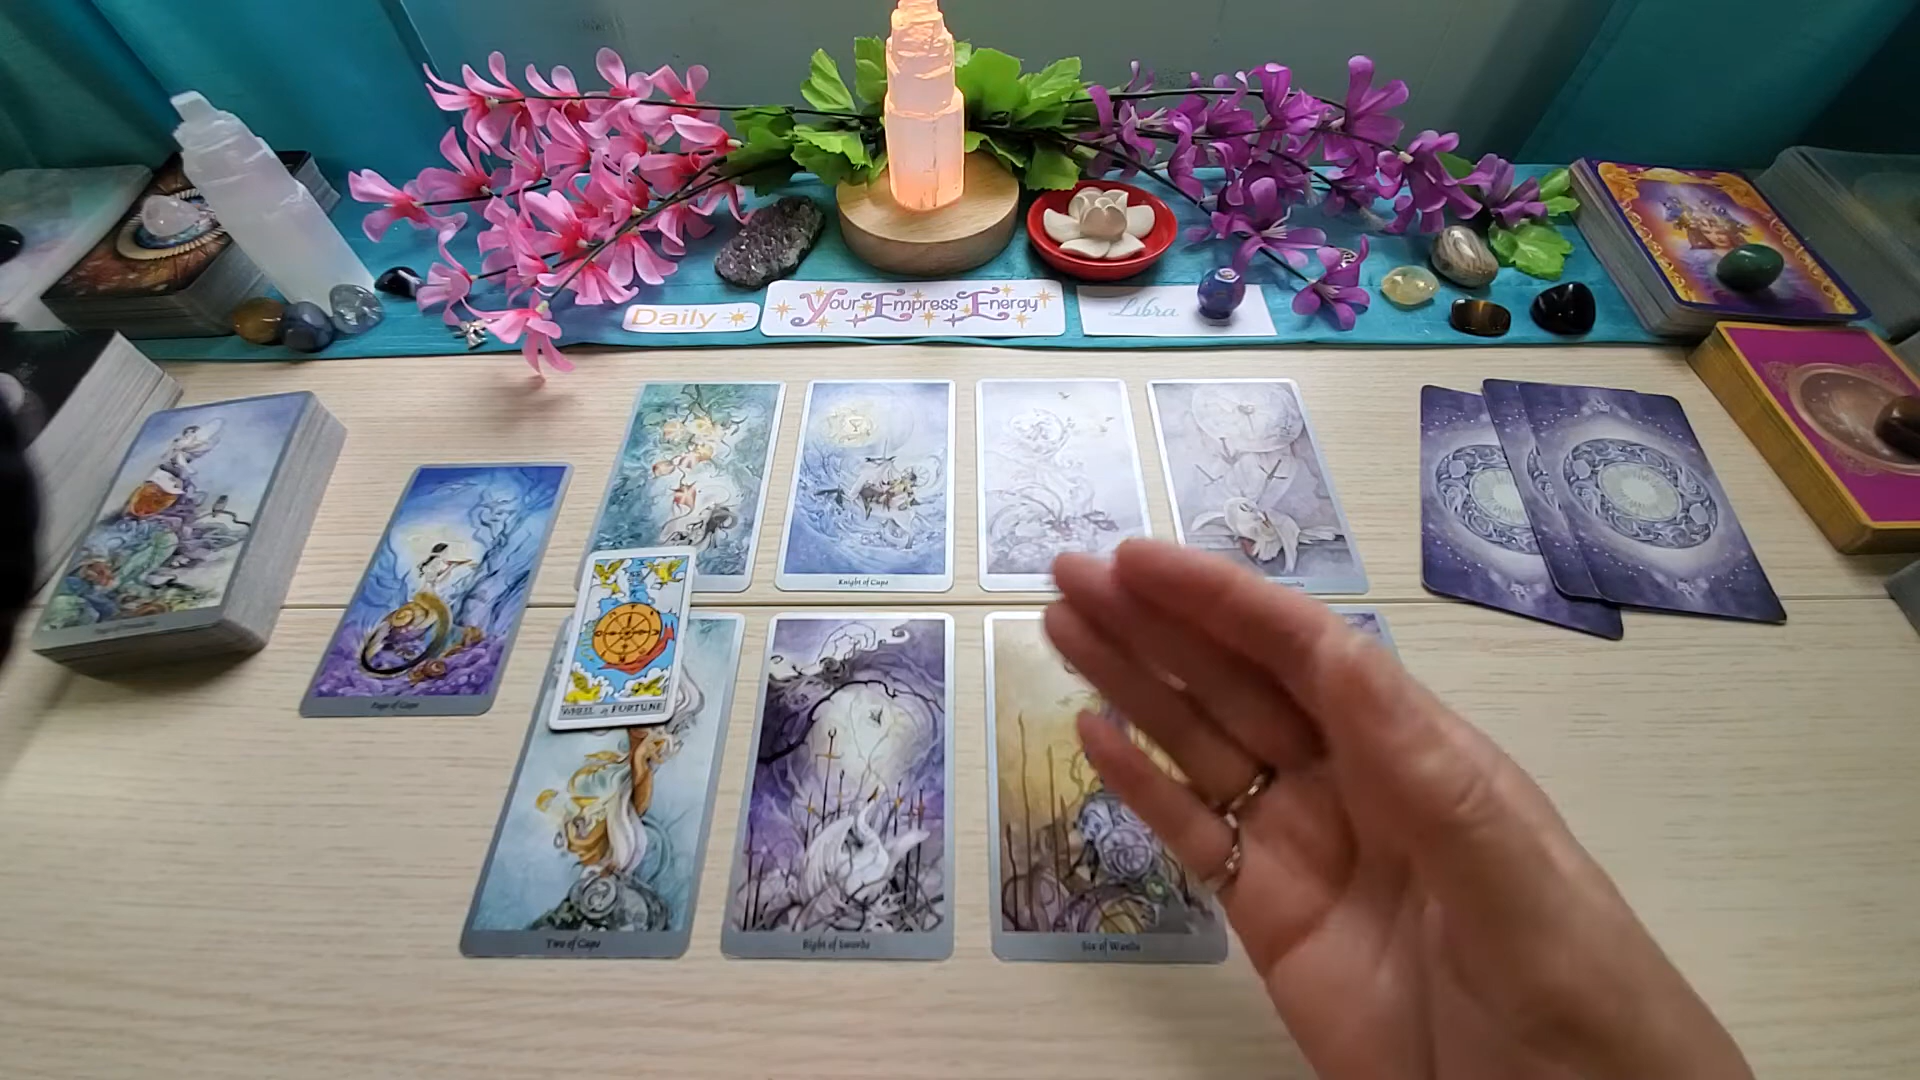 Daily
Your Empress Energy
Libra
Knight of Cups
Page of Cups
WHEEL of FORTUNE
Two of Cups
Eight of Swords
Six of Wands